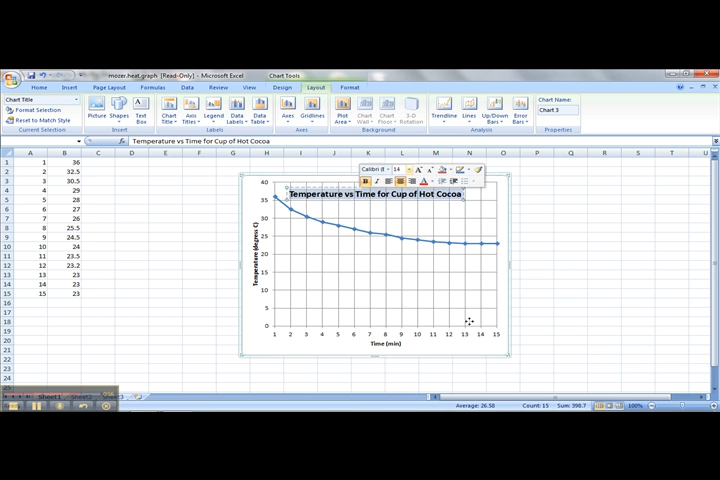 mozer.heat.graph [Read-Only] - Microsoft Excel
Chart Tools
Home Insert Page Layout Formulas Data Review View Design Layout Format
Chart Title
Format Selection
Reset to Match Style
Current Selection
Picture Shapes Text Box
Insert
Chart Title Axis Titles Legend Data Labels Data Table
Labels
Axes Gridlines
Axes
Plot Area Chart Wall Chart Floor 3-D Rotation
Background
Trendline Lines Up/Down Bars Error Bars
Analysis
Chart Name:
Chart 3
Properties
fx Temperature vs Time for Cup of Hot Cocoa
A B C D E F G H I J K L M N O P Q R S T U
1 1 36
2 2 32.5
3 3 30.5
4 4 29
5 5 28
6 6 27
7 7 26
8 8 25.5
9 9 24.5
10 10 24
11 11 23.5
12 12 23.2
13 13 23
14 14 23
15 15 23
16
17
18
19
20
21
22
23
24
Calibri (B 14 A A
B A
Temperature vs Time for Cup of Hot Cocoa
Temperature (degress C)
40
35
30
25
20
15
10
5
0
1 2 3 4 5 6 7 8 9 10 11 12 13 14 15
Time (min)
Sheet1 Sheet2 Sheet3
Average: 26.58 Count: 15 Sum: 398.7 100%